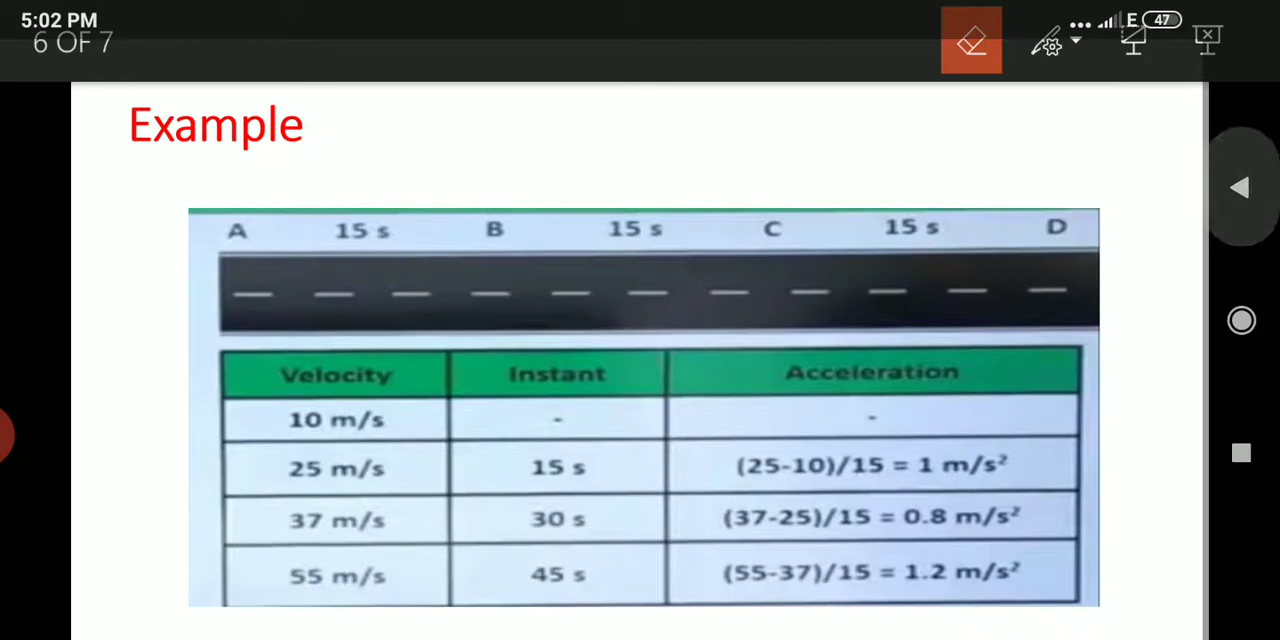 5:02 PM
E 47
6 OF 7
Example
A 15 s B 15 s C 15 s D
Velocity Instant Acceleration
10 m/s - -
25 m/s 15 s (25-10)/15 = 1 m/s²
37 m/s 30 s (37-25)/15 = 0.8 m/s²
55 m/s 45 s (55-37)/15 = 1.2 m/s²